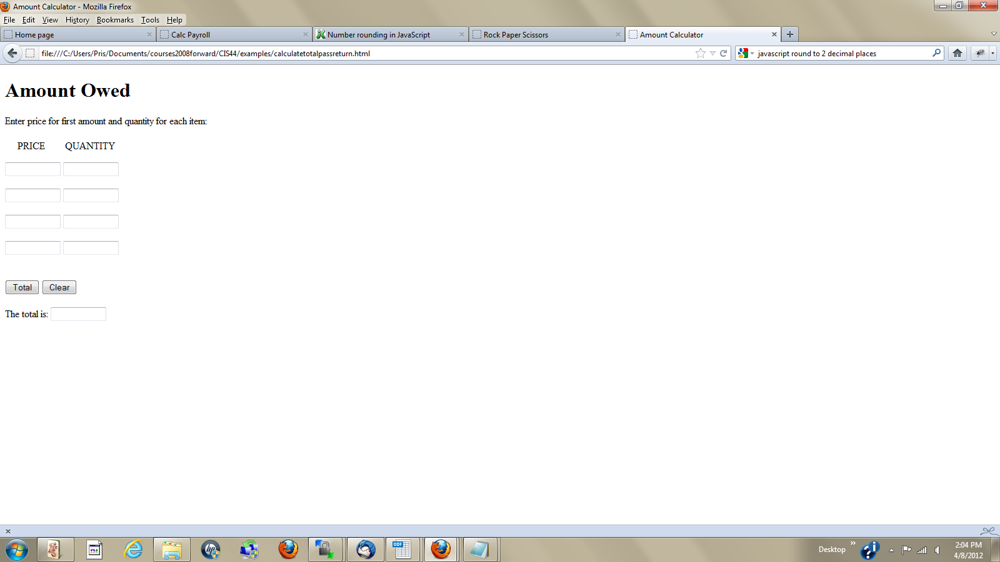 Amount Calculator - Mozilla Firefox
File Edit View History Bookmarks Tools Help
Home page Calc Payroll Number rounding in JavaScript Rock Paper Scissors Amount Calculator
file:///C:/Users/Pris/Documents/courses2008forward/CIS44/examples/calculatetotalpassreturn.html javascript round to 2 decimal places
Amount Owed
Enter price for first amount and quantity for each item:
PRICE QUANTITY
Total Clear
The total is:
ODF
Desktop
2:04 PM
4/8/2012